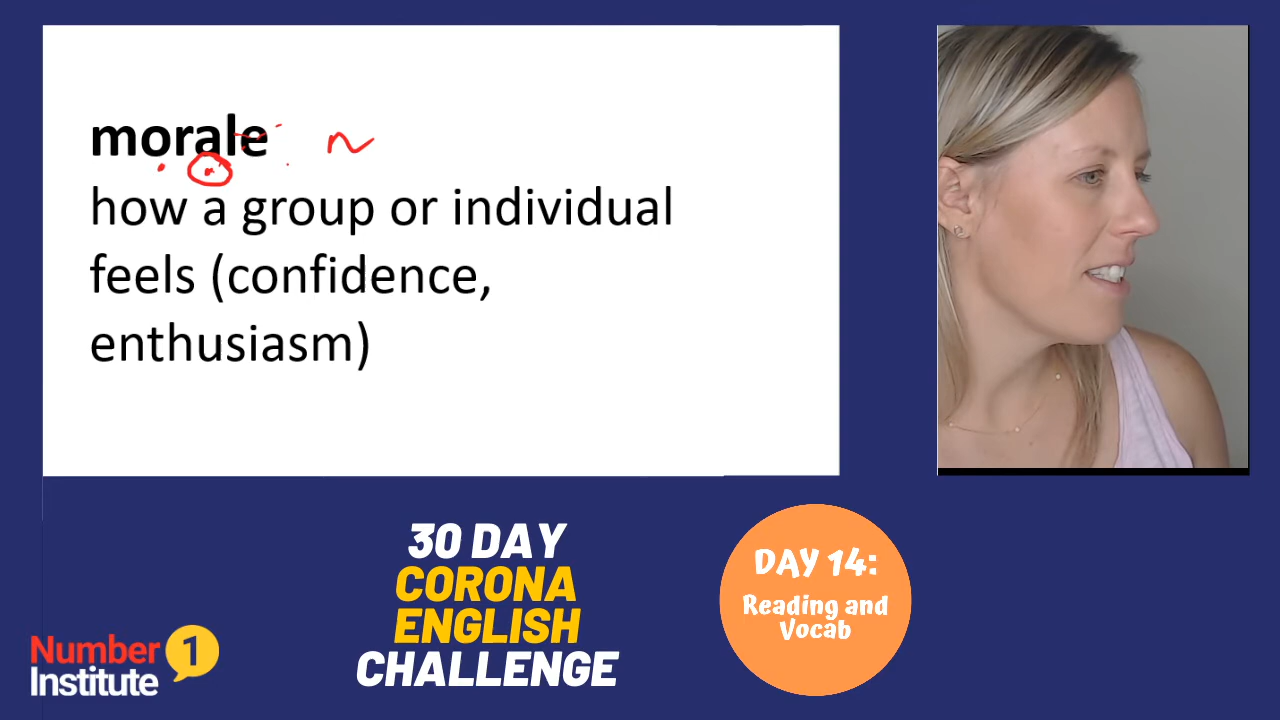 morale n
how a group or individual
feels (confidence,
enthusiasm)
30 DAY
CORONA
ENGLISH
CHALLENGE
DAY 14:
Reading and
Vocab
Number 1
Institute